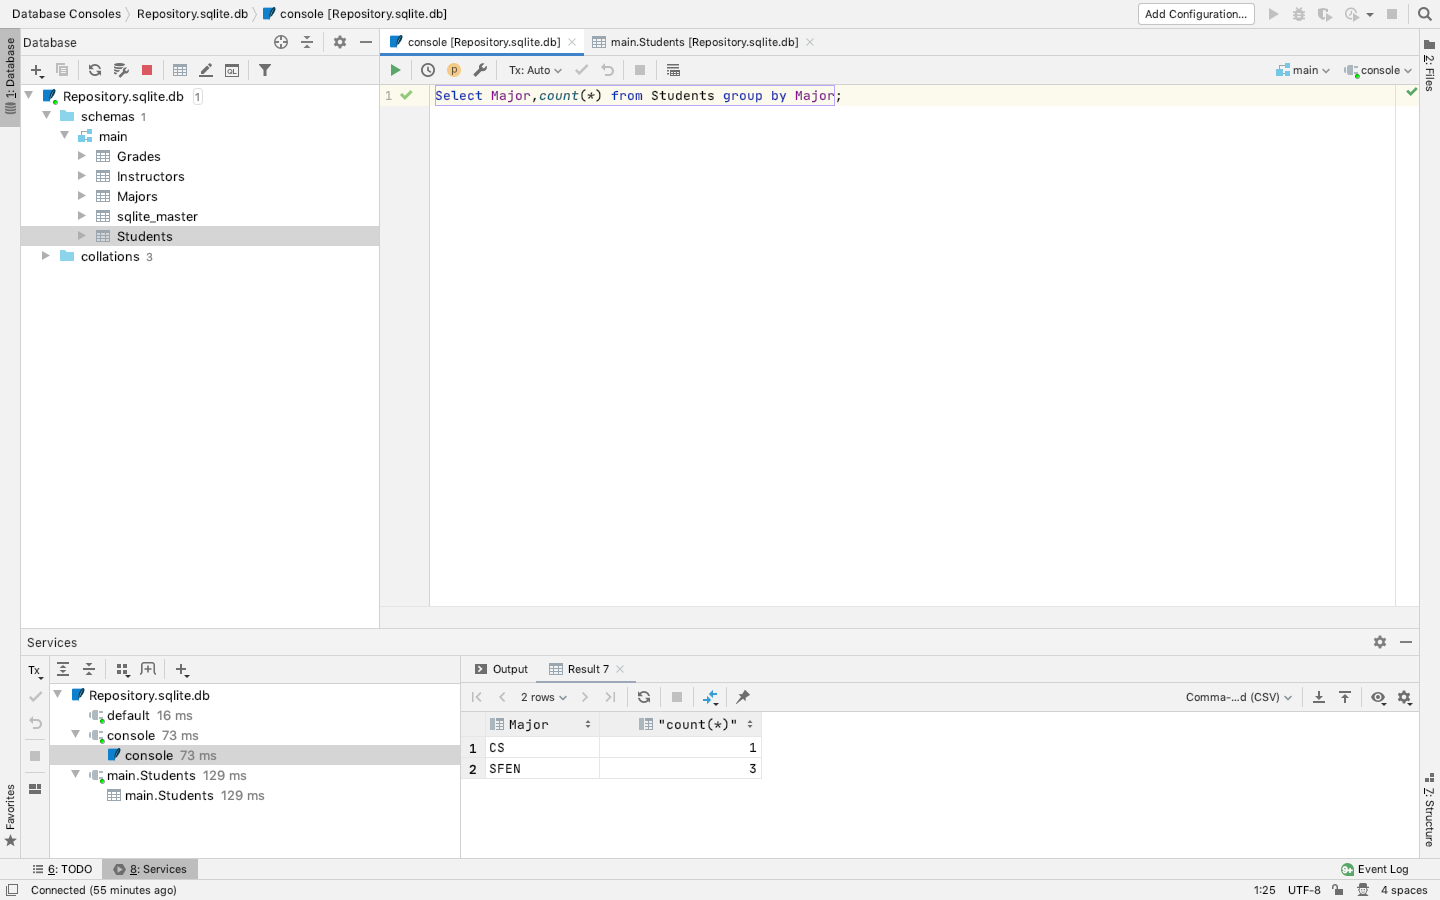 Database Consoles
Repository.sqlite.db
console [Repository.sqlite.db]
Add Configuration...
1: Database
Database
console [Repository.sqlite.db]
main.Students [Repository.sqlite.db]
2: Files
QL
p
Tx: Auto
main
console
Repository.sqlite.db 1
schemas 1
main
Grades
Instructors
Majors
sqlite_master
Students
collations 3
1
Select Major,count(*) from Students group by Major;
Services
Tx
Output
Result 7
2 rows
Comma-...d (CSV)
Repository.sqlite.db
default 16 ms
console 73 ms
console 73 ms
main.Students 129 ms
main.Students 129 ms
Major "count(*)"
1 CS 1
2 SFEN 3
Favorites
7: Structure
6: TODO
8: Services
9+ Event Log
Connected (55 minutes ago)
1:25
UTF-8
4 spaces